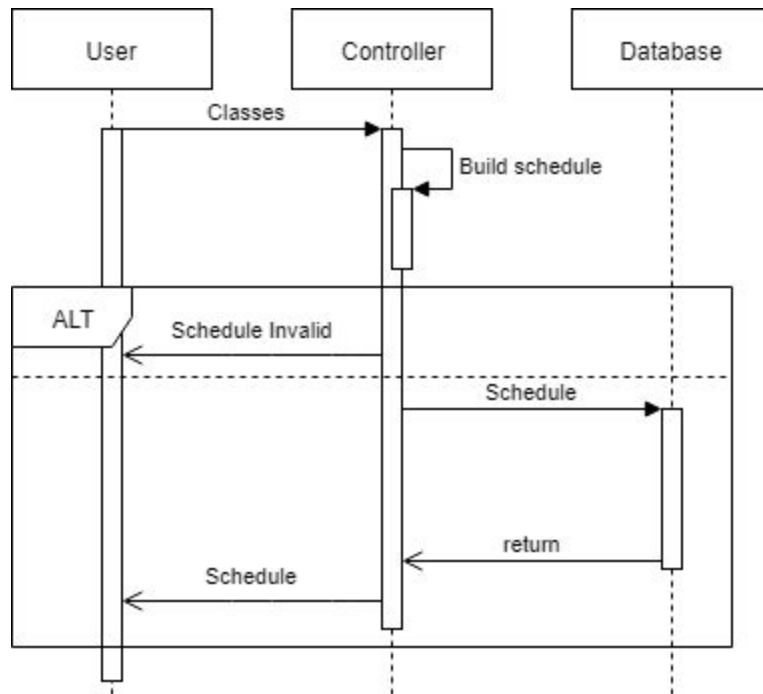 User
Controller
Database
Classes
Build schedule
ALT
Schedule Invalid
Schedule
return
Schedule